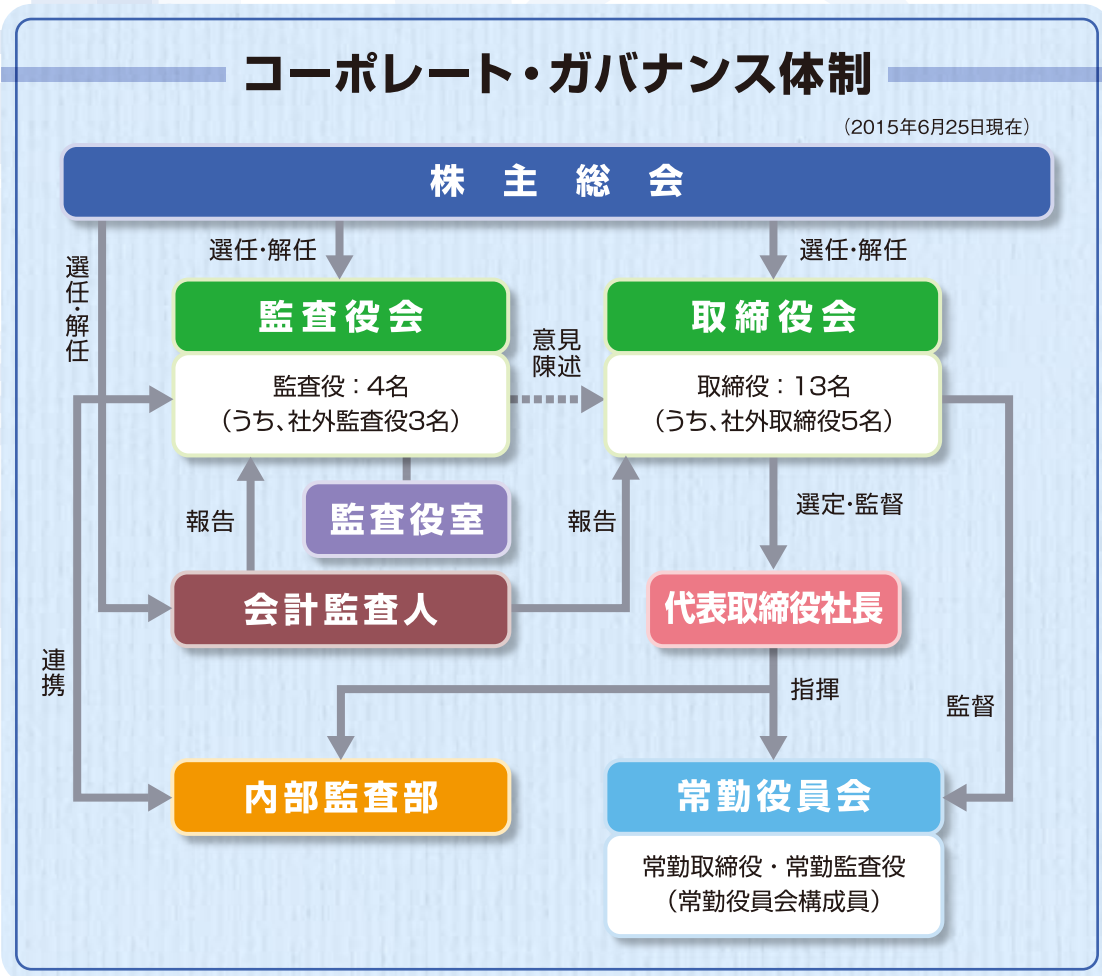 コーポレート・ガバナンス体制
（2015年6月25日現在）
株主総会
選任・解任
選任・解任
選任・解任
監査役会
監査役：4名
（うち、社外監査役3名）
意見
陳述
取締役会
取締役：13名
（うち、社外取締役5名）
監査役室
報告
報告
選定・監督
会計監査人
代表取締役社長
連携
指揮
監督
内部監査部
常勤役員会
常勤取締役・常勤監査役
（常勤役員会構成員）